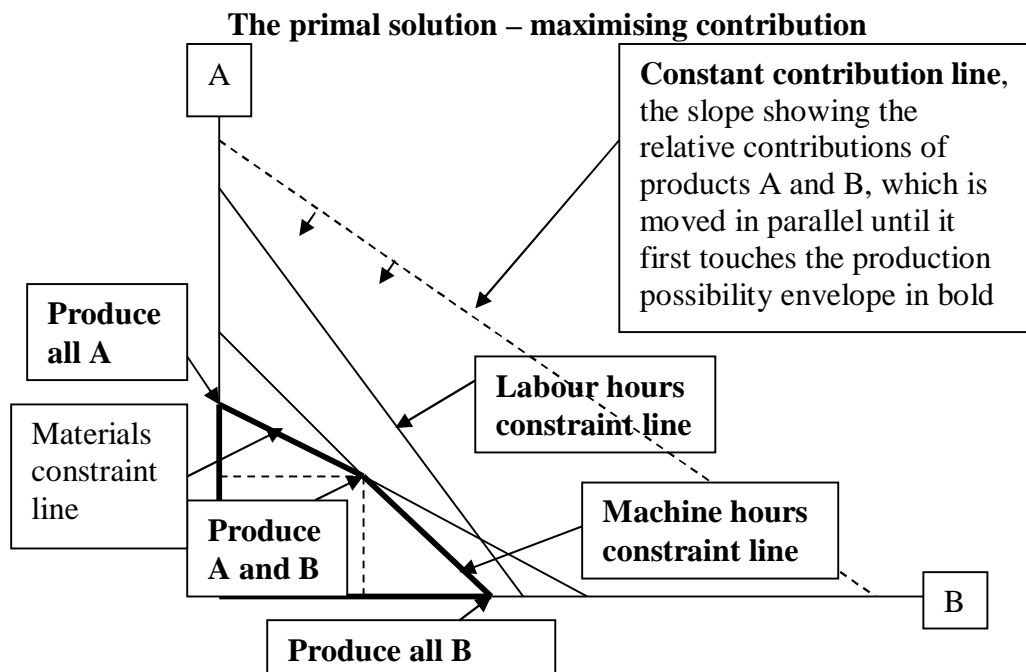 The primal solution – maximising contribution
A
Constant contribution line,
the slope showing the
relative contributions of
products A and B, which is
moved in parallel until it
first touches the production
possibility envelope in bold
Produce
all A
Labour hours
constraint line
Materials
constraint
line
Produce
A and B
Machine hours
constraint line
B
Produce all B